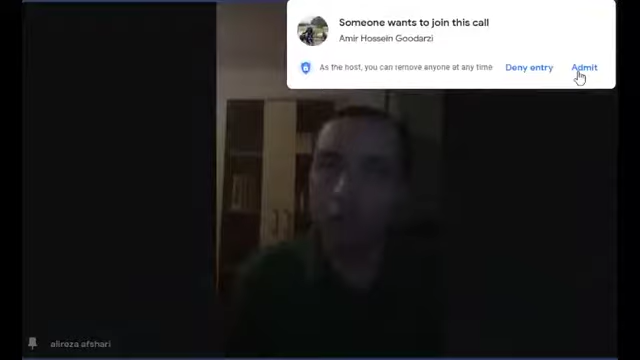 Someone wants to join this call
Amir Hossein Goodarzi
As the host, you can remove anyone at any time
Deny entry
Admit
alireza afshari